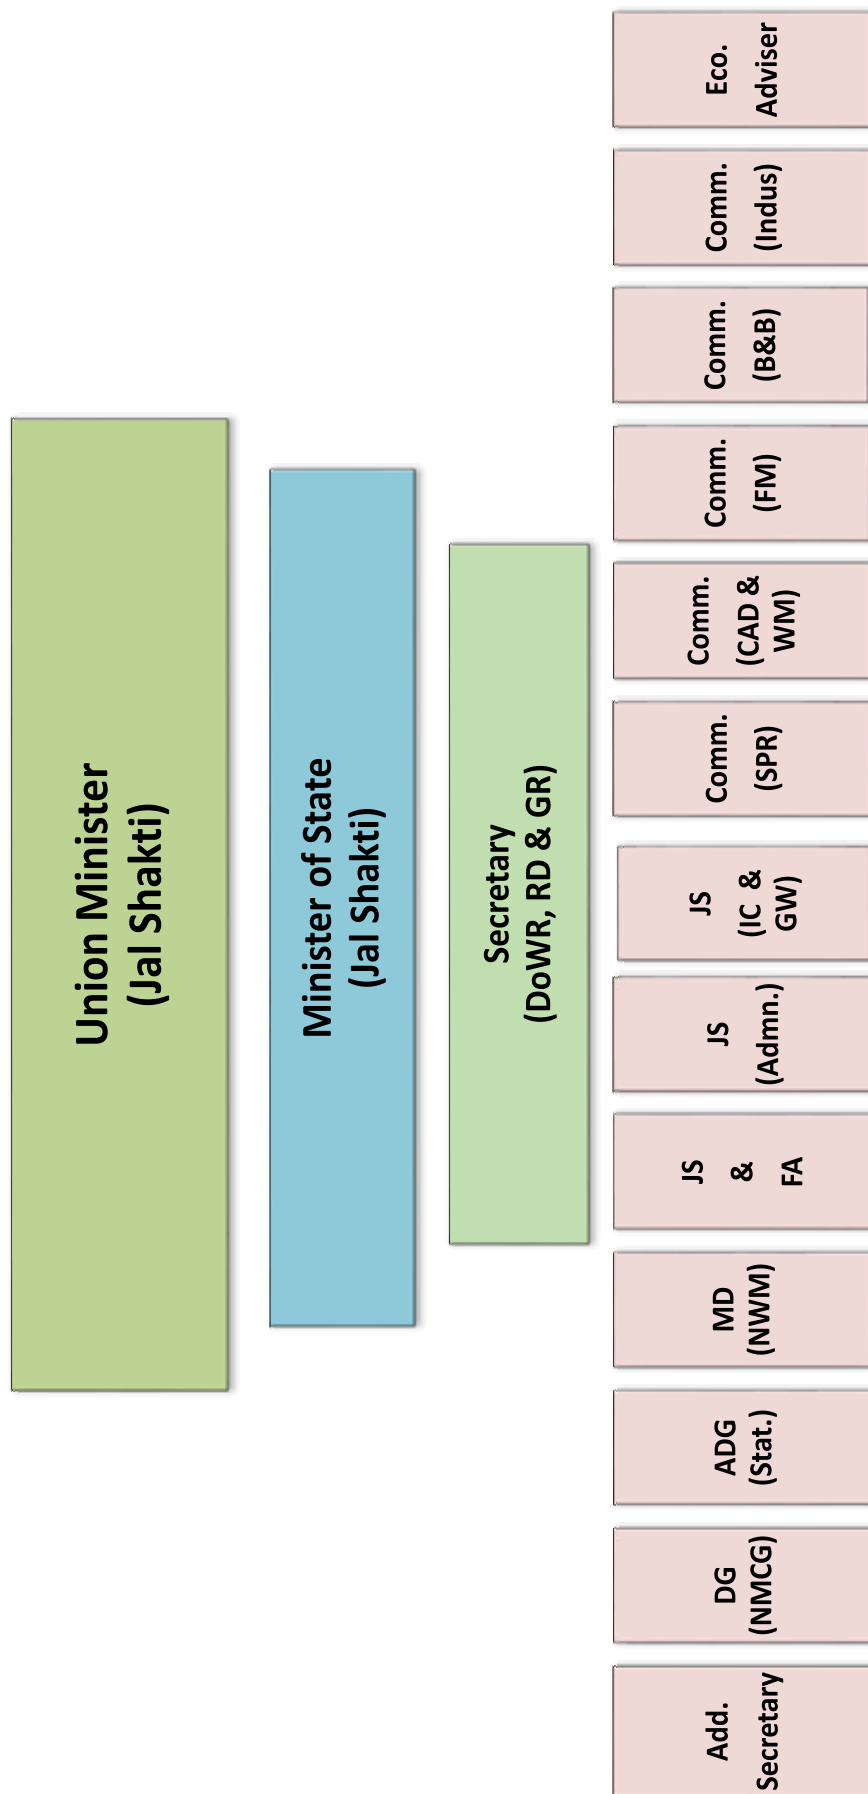 Union Minister
(Jal Shakti)
Minister of State
(Jal Shakti)
Secretary
(DoWR, RD & GR)
Add.
Secretary
DG
(NMCG)
ADG
(Stat.)
MD
(NWM)
JS
&
FA
JS
(Admn.)
JS
(IC &
GW)
Comm.
(SPR)
Comm.
(CAD &
WM)
Comm.
(FM)
Comm.
(B&B)
Comm.
(Indus)
Eco.
Adviser